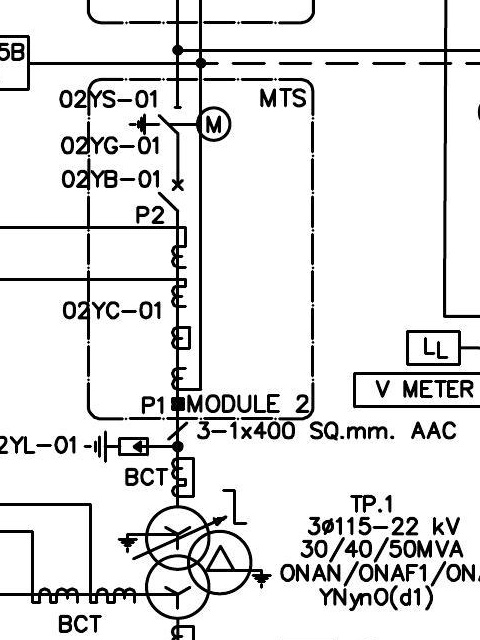 5B
02YS-01
MTS
M
02YG-01
02YB-01
P2
02YC-01
LL
V METER
P1 MODULE 2
3-1x400 SQ.mm. AAC
2YL-01
BCT
TP.1
3ø115-22 kV
30/40/50MVA
ONAN/ONAF1/ONA
YNyn0(d1)
BCT